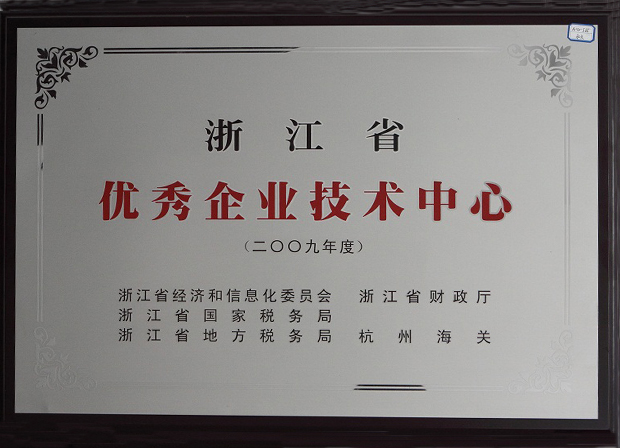 浙江省
优秀企业技术中心
（二〇〇九年度）
浙江省经济和信息化委员会 浙江省财政厅
浙江省国家税务局
浙江省地方税务局 杭州海关